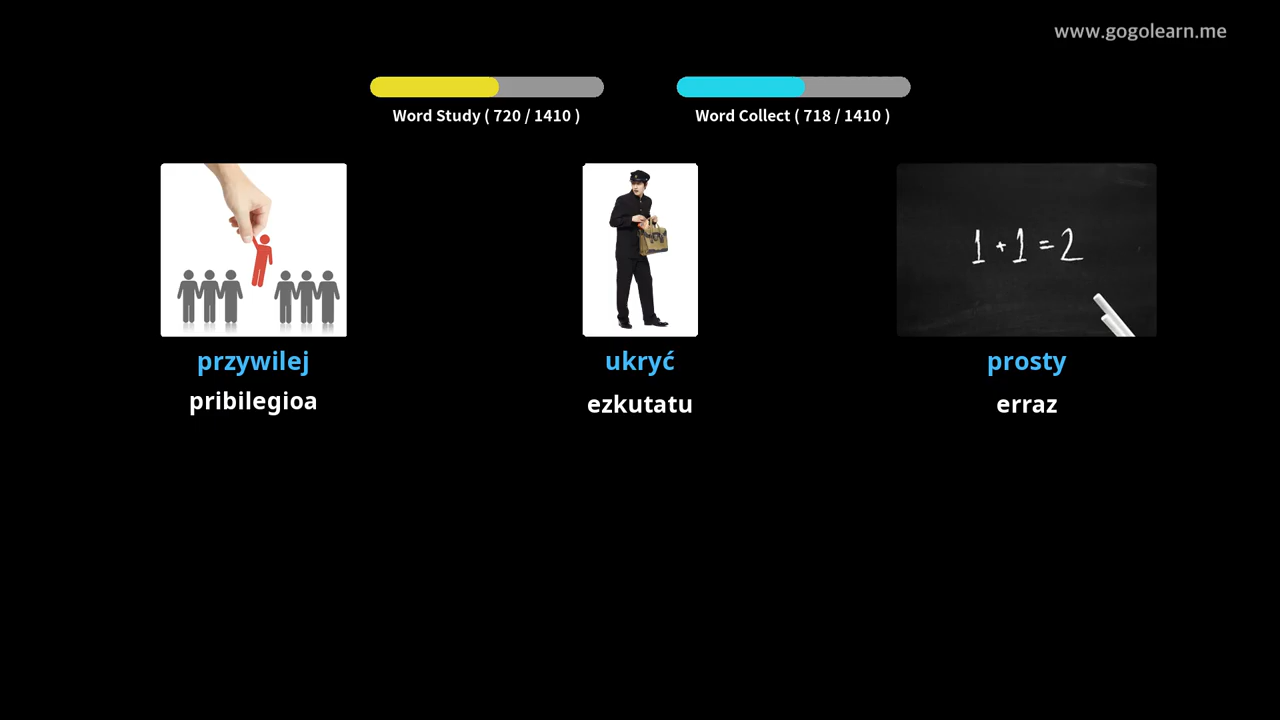 www.gogolearn.me
Word Study ( 720 / 1410 )
Word Collect ( 718 / 1410 )
1 + 1 = 2
przywilej
pribilegioa
ukryć
ezkutatu
prosty
erraz